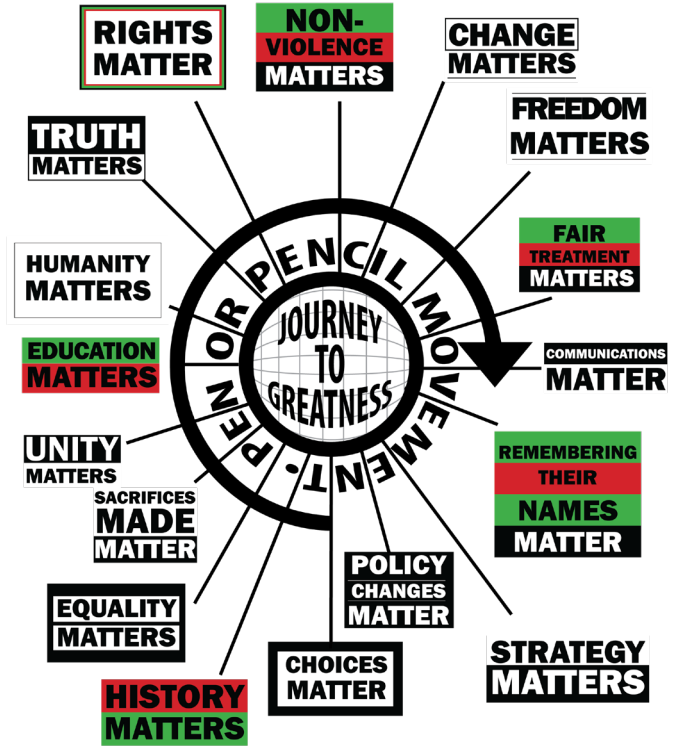 RIGHTS
MATTER
NON-
VIOLENCE
MATTERS
CHANGE
MATTERS
FREEDOM
MATTERS
TRUTH
MATTERS
FAIR
TREATMENT
MATTERS
HUMANITY
MATTERS
PEN OR PENCIL MOVEMENT•
JOURNEY
TO
GREATNESS
EDUCATION
MATTERS
COMMUNICATIONS
MATTER
UNITY
MATTERS
REMEMBERING
THEIR
NAMES
MATTER
SACRIFICES
MADE
MATTER
POLICY
CHANGES
MATTER
EQUALITY
MATTERS
STRATEGY
MATTERS
CHOICES
MATTER
HISTORY
MATTERS